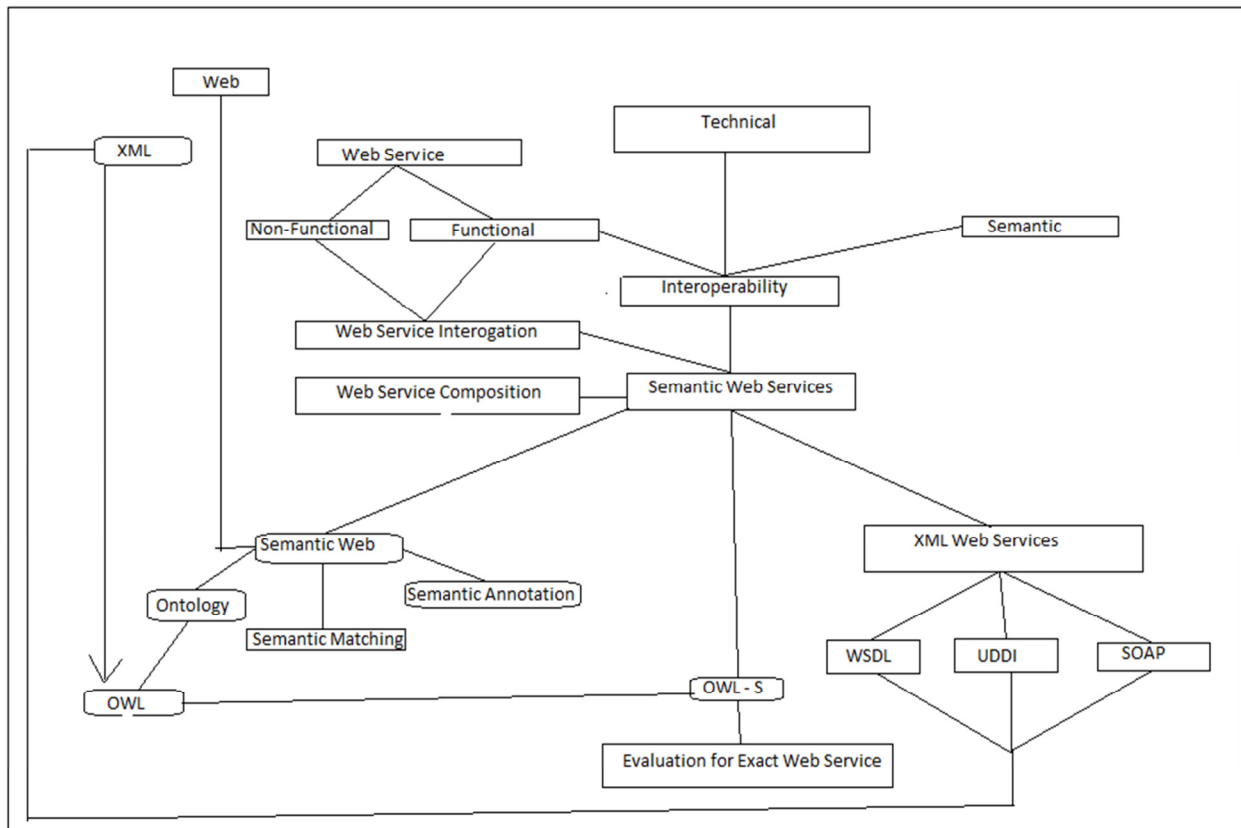 Web
Technical
XML
Web Service
Non-Functional
Functional
Semantic
Interoperability
Web Service Interogation
Web Service Composition
Semantic Web Services
Semantic Web
XML Web Services
Ontology
Semantic Annotation
Semantic Matching
WSDL
UDDI
SOAP
OWL
OWL - S
Evaluation for Exact Web Service